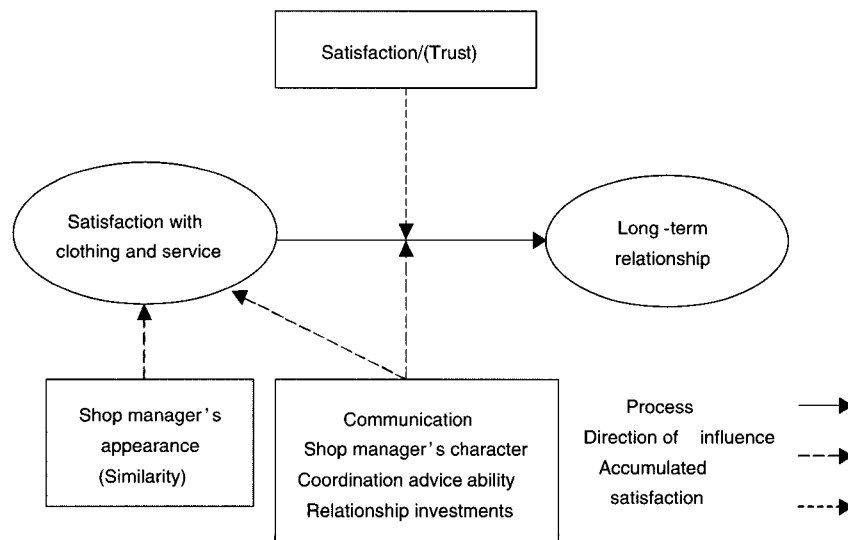 Satisfaction/(Trust)
Satisfaction with
clothing and service
Long -term
relationship
Shop manager's
appearance
(Similarity)
Communication
Shop manager's character
Coordination advice ability
Relationship investments
Process
Direction of influence
Accumulated
satisfaction